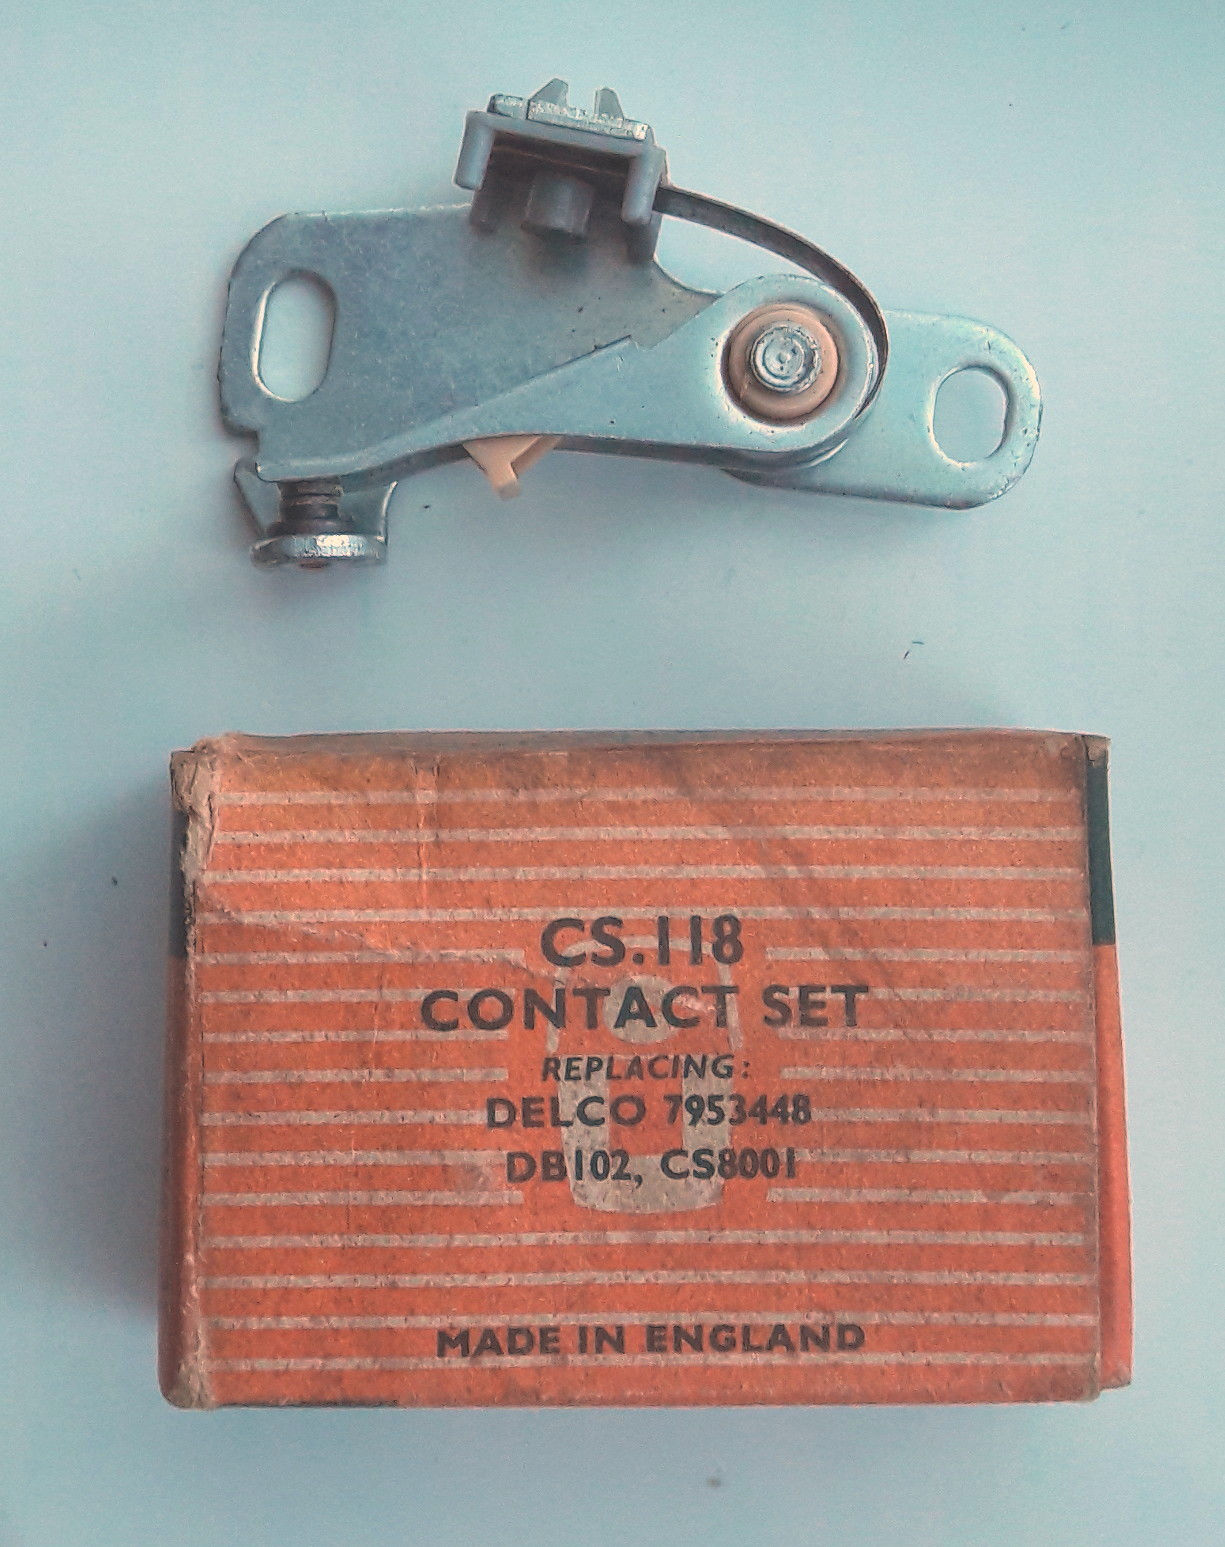 CS.118
CONTACT SET
REPLACING:
DELCO 7953448
DB102, CS8001
MADE IN ENGLAND